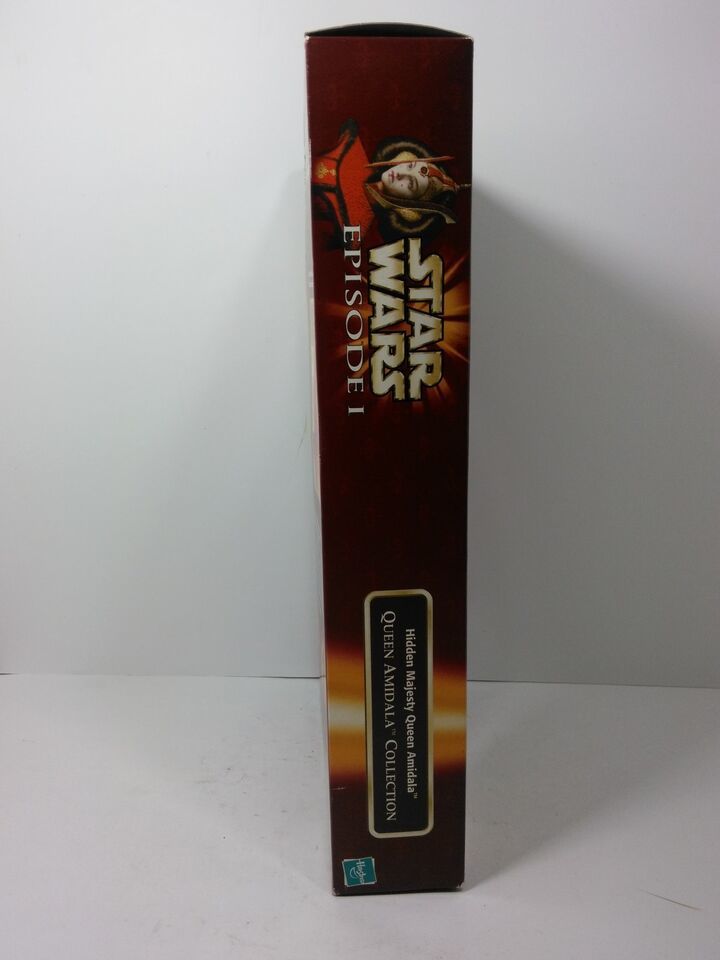 STAR
WARS
EPISODE I
Hidden Majesty Queen Amidala™
QUEEN AMIDALA™ COLLECTION
Hasbro